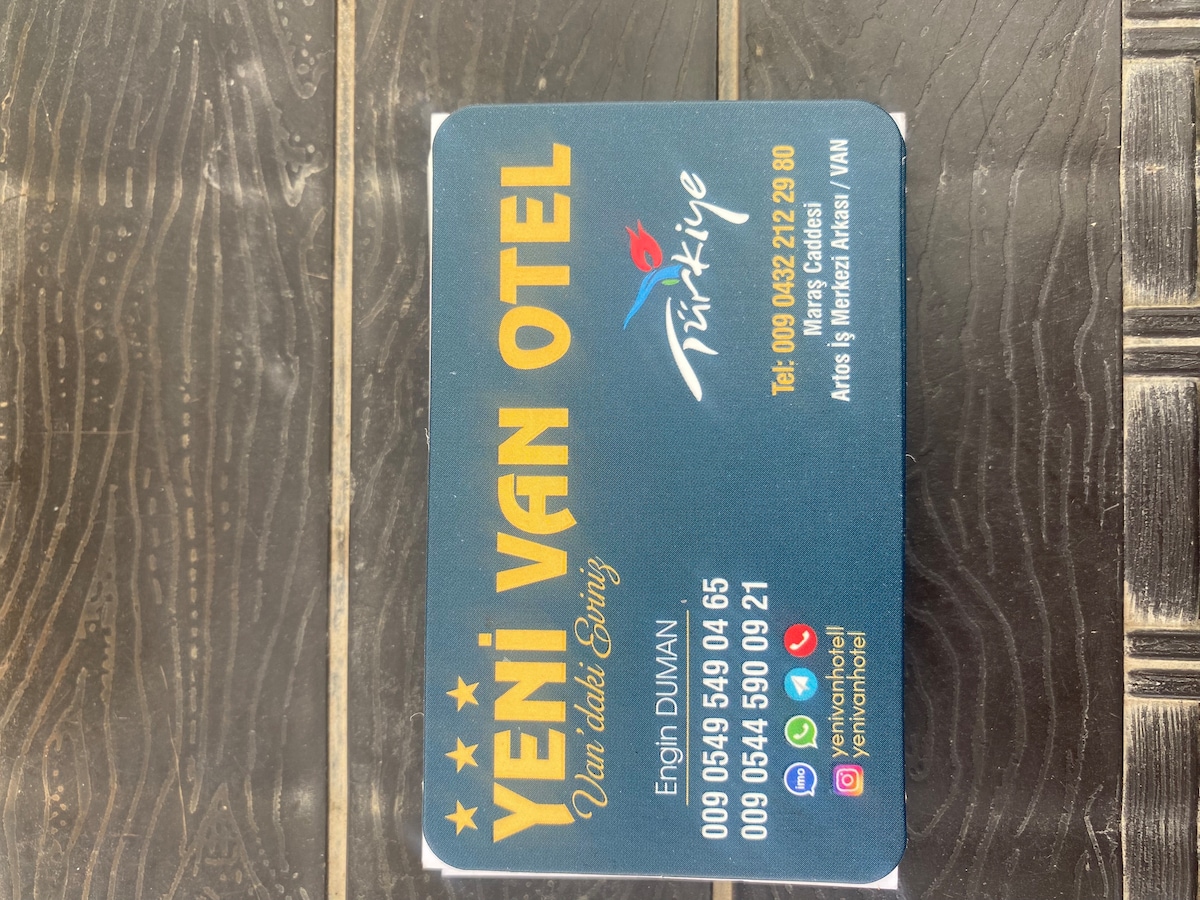 YENİ VAN OTEL
Van'daki Eviniz
Engin DUMAN
009 0549 549 04 65
009 0544 590 09 21
imo
yenivanhotell
yenivanhotel
Türkiye
Tel: 009 0432 212 29 80
Maraş Caddesi
Artos İş Merkezi Arkası / VAN